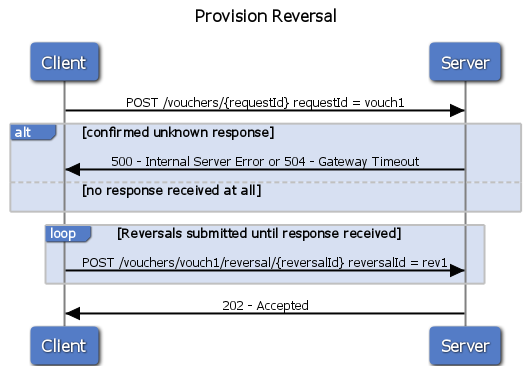 Provision Reversal
Client Server
POST /vouchers/{requestId} requestId = vouch1
alt [confirmed unknown response]
500 - Internal Server Error or 504 - Gateway Timeout
[no response received at all]
loop [Reversals submitted until response received]
POST /vouchers/vouch1/reversal/{reversalId} reversalId = rev1
202 - Accepted
Client Server